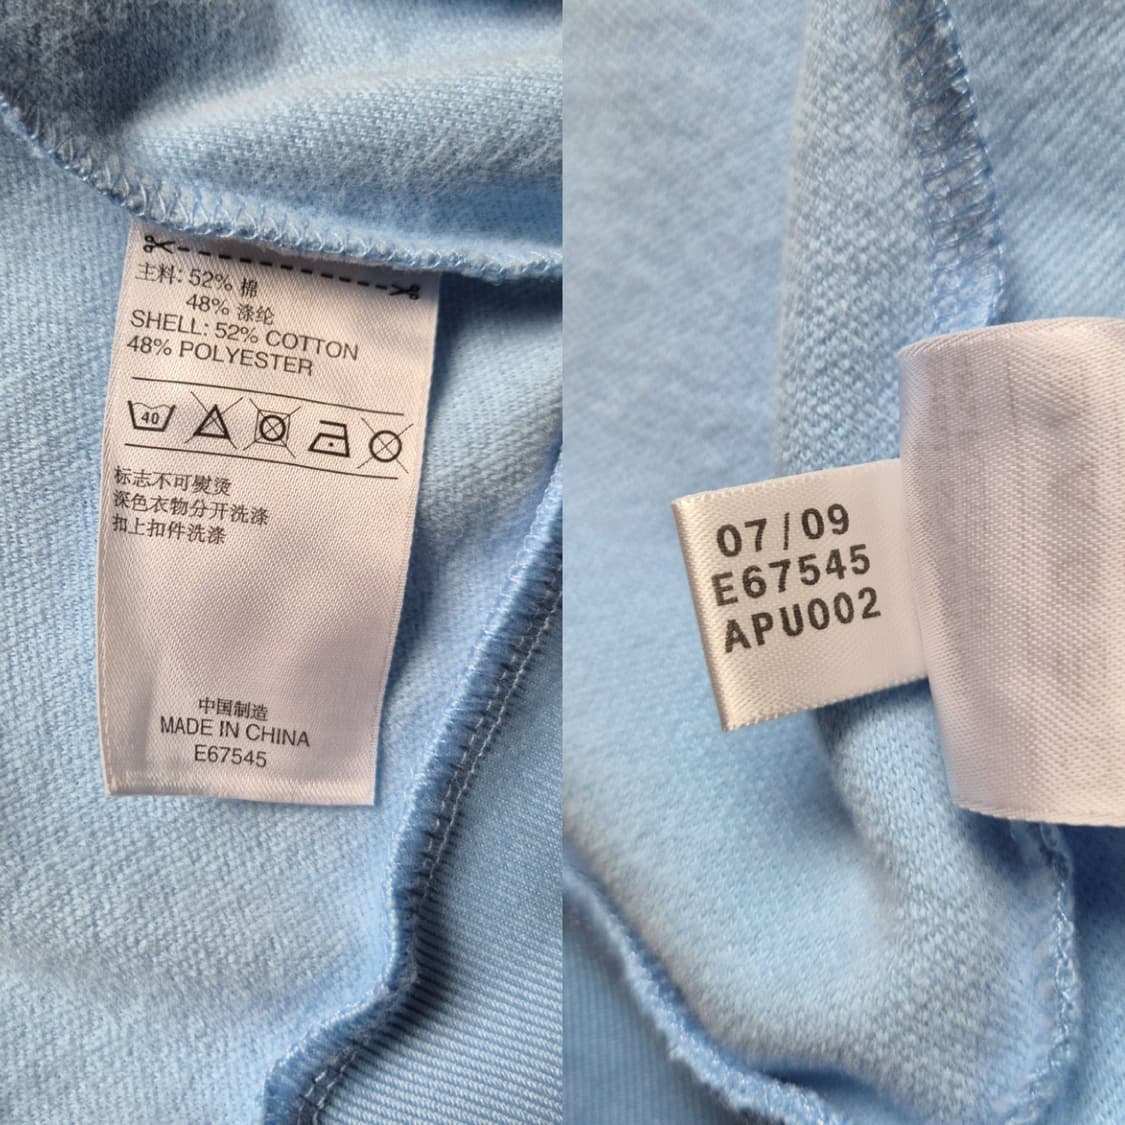 主料: 52% 棉
48% 涤纶
SHELL: 52% COTTON
48% POLYESTER
40
标志不可熨烫
深色衣物分开洗涤
扣上扣件洗涤
中国制造
MADE IN CHINA
E67545
07/09
E67545
APU002